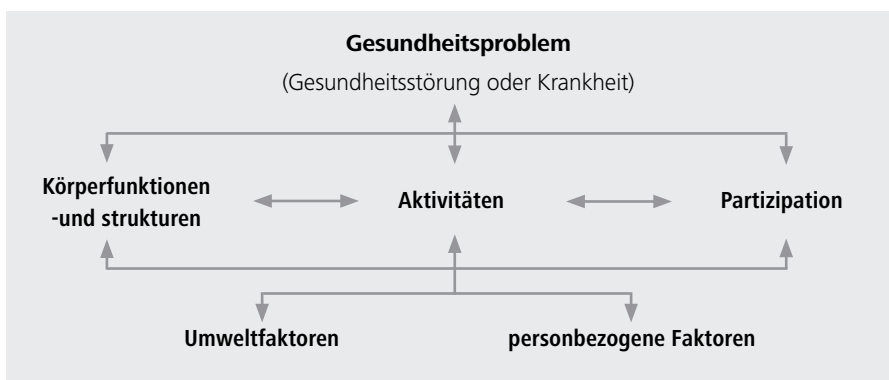 Gesundheitsproblem
(Gesundheitsstörung oder Krankheit)
Körperfunktionen
-und strukturen
Aktivitäten
Partizipation
Umweltfaktoren
personbezogene Faktoren